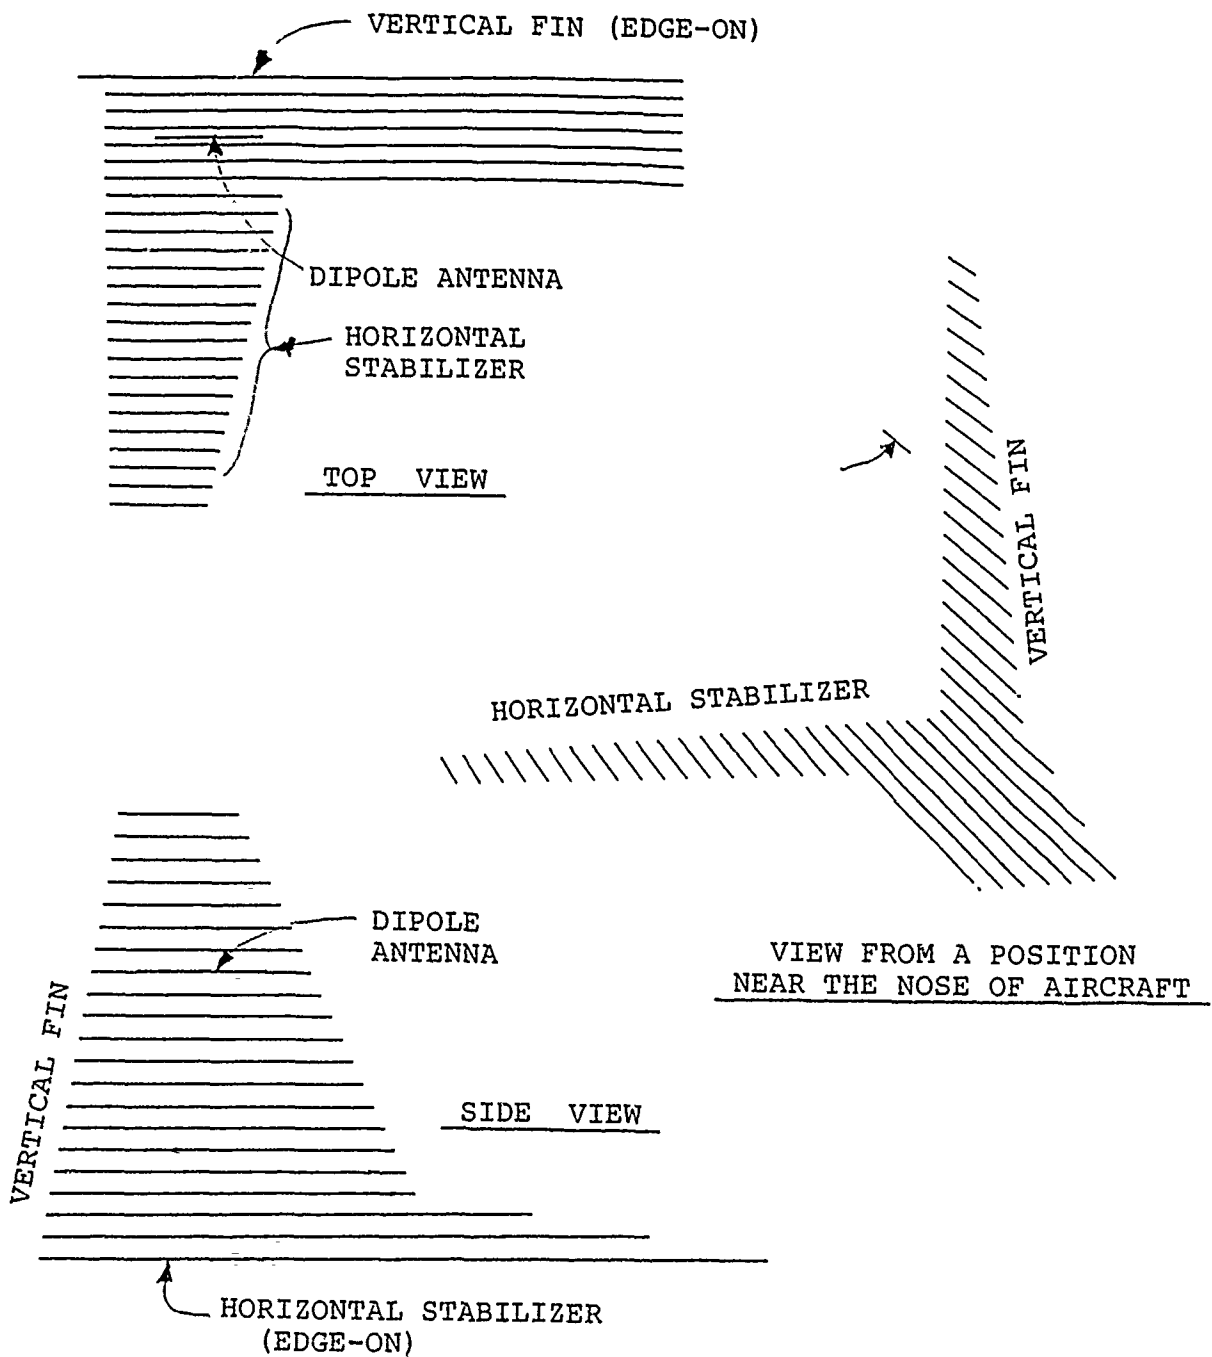 VERTICAL FIN (EDGE-ON)
DIPOLE ANTENNA
HORIZONTAL
STABILIZER
TOP VIEW
VERTICAL FIN
HORIZONTAL STABILIZER
VIEW FROM A POSITION
NEAR THE NOSE OF AIRCRAFT
DIPOLE
ANTENNA
VERTICAL FIN
SIDE VIEW
HORIZONTAL STABILIZER
(EDGE-ON)